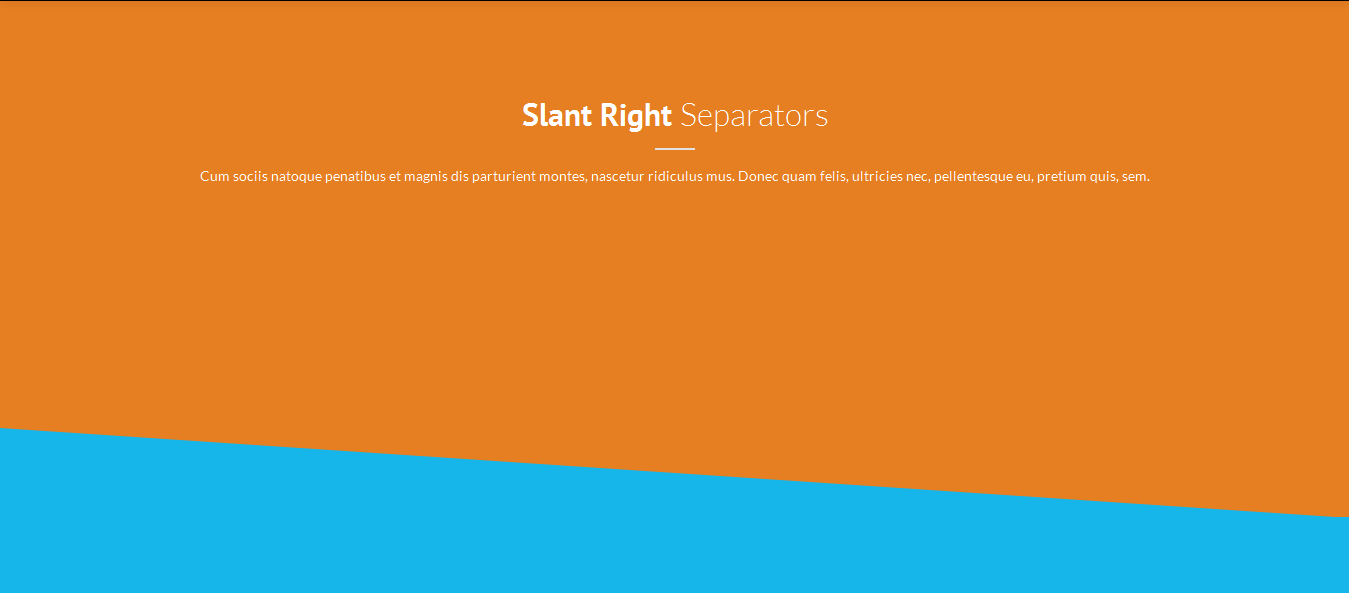 Slant Right Separators
Cum sociis natoque penatibus et magnis dis parturient montes, nascetur ridiculus mus. Donec quam felis, ultricies nec, pellentesque eu, pretium quis, sem.